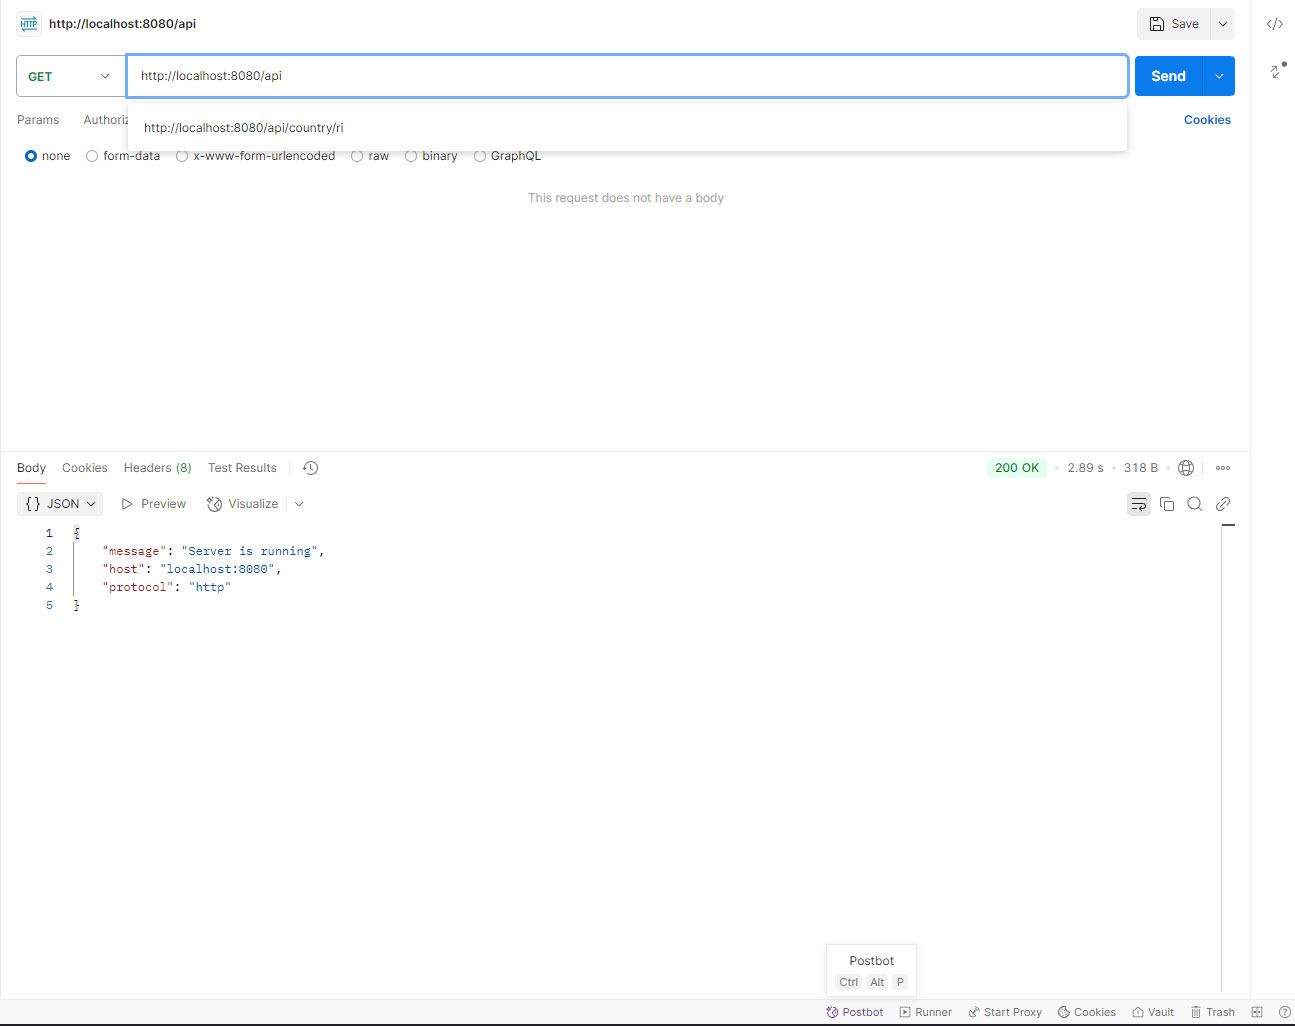 HTTP http://localhost:8080/api Save </>
GET http://localhost:8080/api Send
Params Authoriz Cookies
http://localhost:8080/api/country/ri
none form-data x-www-form-urlencoded raw binary GraphQL
This request does not have a body
Body Cookies Headers (8) Test Results 200 OK 2.89 s 318 B
{} JSON Preview Visualize
1 {
2 "message": "Server is running",
3 "host": "localhost:8080",
4 "protocol": "http"
5 }
Postbot
Ctrl Alt P
Postbot Runner Start Proxy Cookies Vault Trash